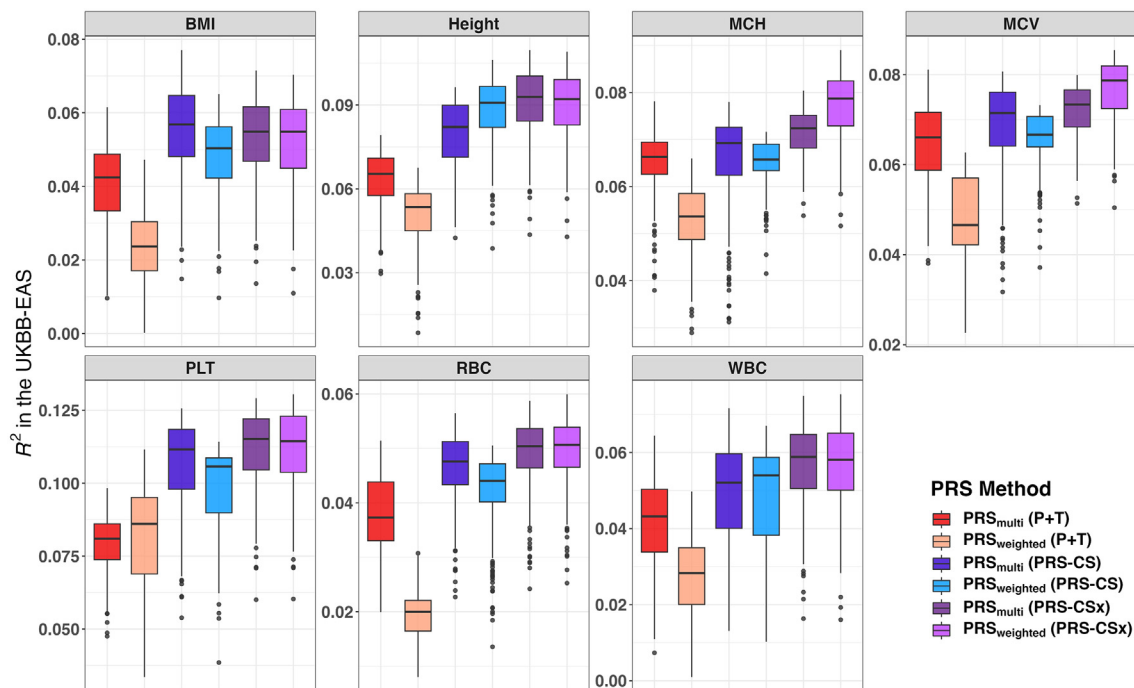 BMI Height MCH MCV
0.08
0.06
0.04
0.02
0.00
0.09
0.06
0.03
0.08
0.06
0.04
0.08
0.06
0.04
0.02
R² in the UKBB-EAS
PLT RBC WBC
0.125
0.100
0.075
0.050
0.06
0.04
0.02
0.06
0.04
0.02
0.00
PRS Method
PRSmulti (P+T)
PRSweighted (P+T)
PRSmulti (PRS-CS)
PRSweighted (PRS-CS)
PRSmulti (PRS-CSx)
PRSweighted (PRS-CSx)